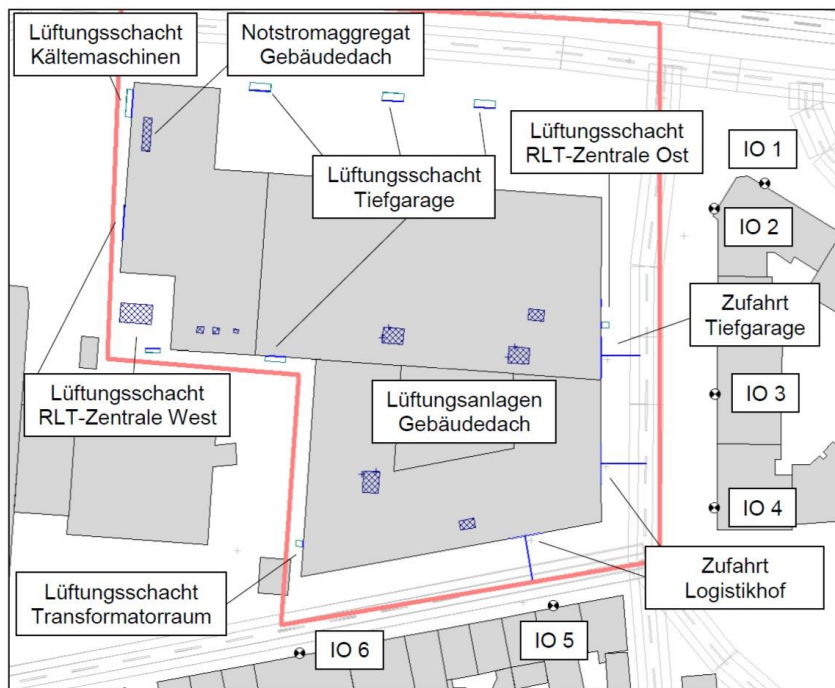 Lüftungsschacht
Kältemaschinen
Notstromaggregat
Gebäudedach
Lüftungsschacht
RLT-Zentrale Ost
IO 1
Lüftungsschacht
Tiefgarage
IO 2
Zufahrt
Tiefgarage
Lüftungsschacht
RLT-Zentrale West
Lüftungsanlagen
Gebäudedach
IO 3
IO 4
Lüftungsschacht
Transformatorraum
Zufahrt
Logistikhof
IO 6
IO 5